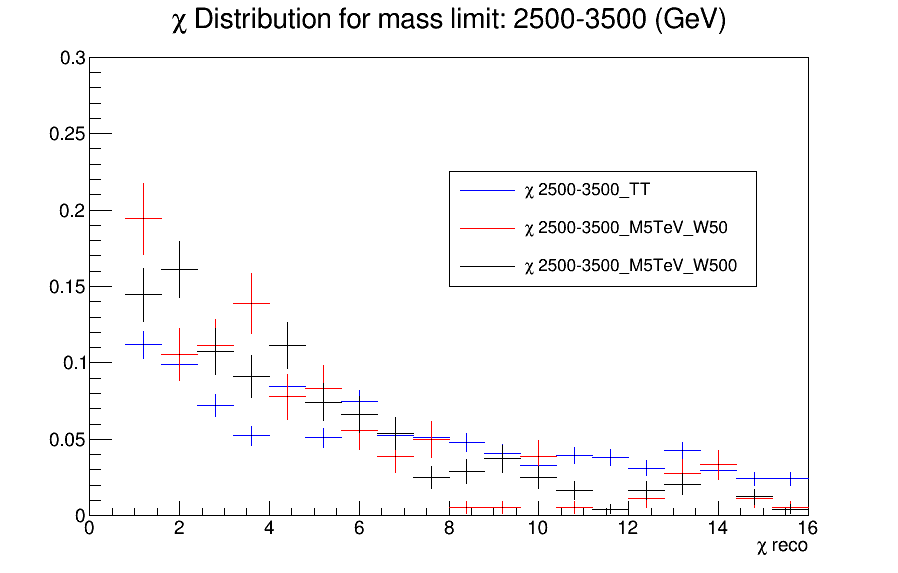 χ Distribution for mass limit: 2500-3500 (GeV)
0.3
0.25
0.2
0.15
0.1
0.05
0
χ 2500-3500_TT
χ 2500-3500_M5TeV_W50
χ 2500-3500_M5TeV_W500
0 2 4 6 8 10 12 14 16
χ reco